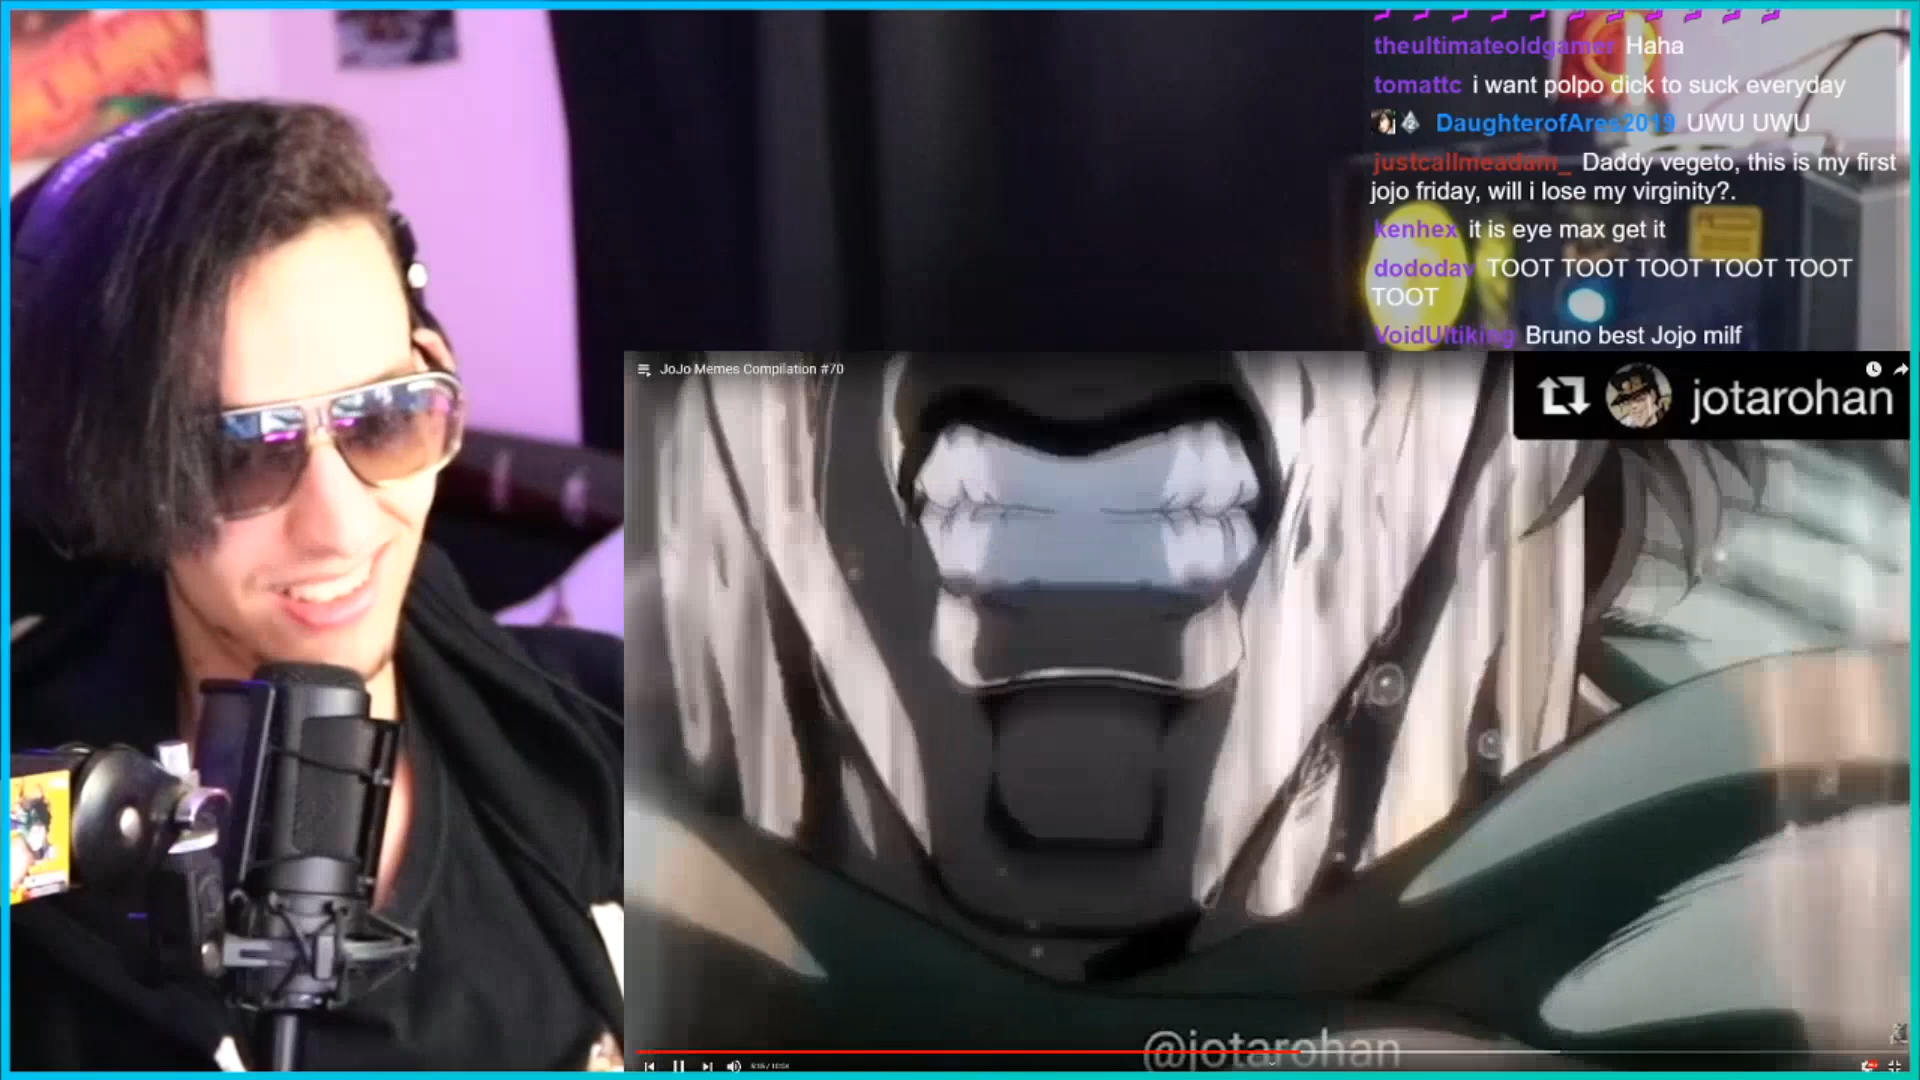 theultimateoldgamer Haha
tomattc i want polpo dick to suck everyday
DaughterofAres2019 UWU UWU
justcallmeadam_ Daddy vegeto, this is my first
jojo friday, will i lose my virginity?.
kenhex it is eye max get it
dododav TOOT TOOT TOOT TOOT TOOT
TOOT
VoidUltiking Bruno best Jojo milf
JoJo Memes Compilation #70
jotarohan
@jotarohan